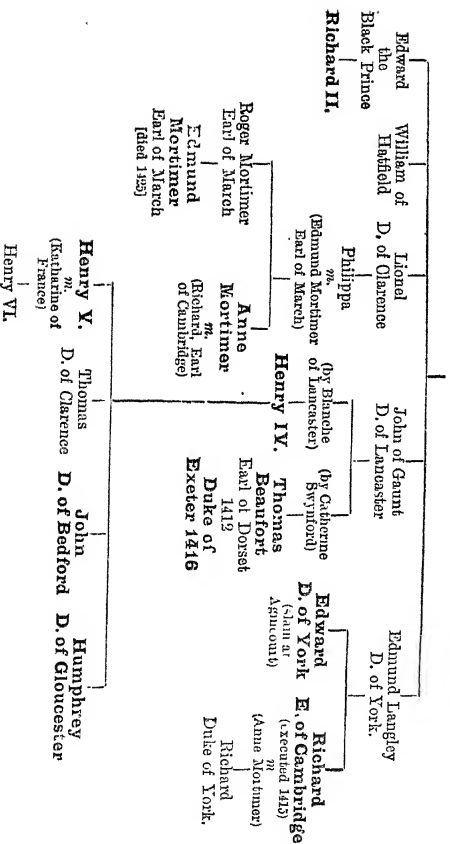 Edward
the
Black Prince
Richard II.
William of
Hatfield
Lionel
D. of Clarence
Philippa
m.
(Edmund Mortimer
Earl of March)
Roger Mortimer
Earl of March
Edmund
Mortimer
Earl of March
[died 1425]
Anne
Mortimer
m.
(Richard, Earl
of Cambridge)
John of Gaunt
D. of Lancaster
(by Blanche
of Lancaster)
Henry IV.
(by Catherine
Swynford)
Thomas
Beaufort
Earl of Dorset
1412
Duke of
Exeter 1416
Henry V.
m.
(Katharine of
France)
Henry VI.
Thomas
D. of Clarence
John
D. of Bedford
Humphrey
D. of Gloucester
Edmund Langley
D. of York.
Edward
D. of York
(slain at
Agincourt)
Richard
E. of Cambridge
(executed 1415)
m
(Anne Mortimer)
Richard
Duke of York.